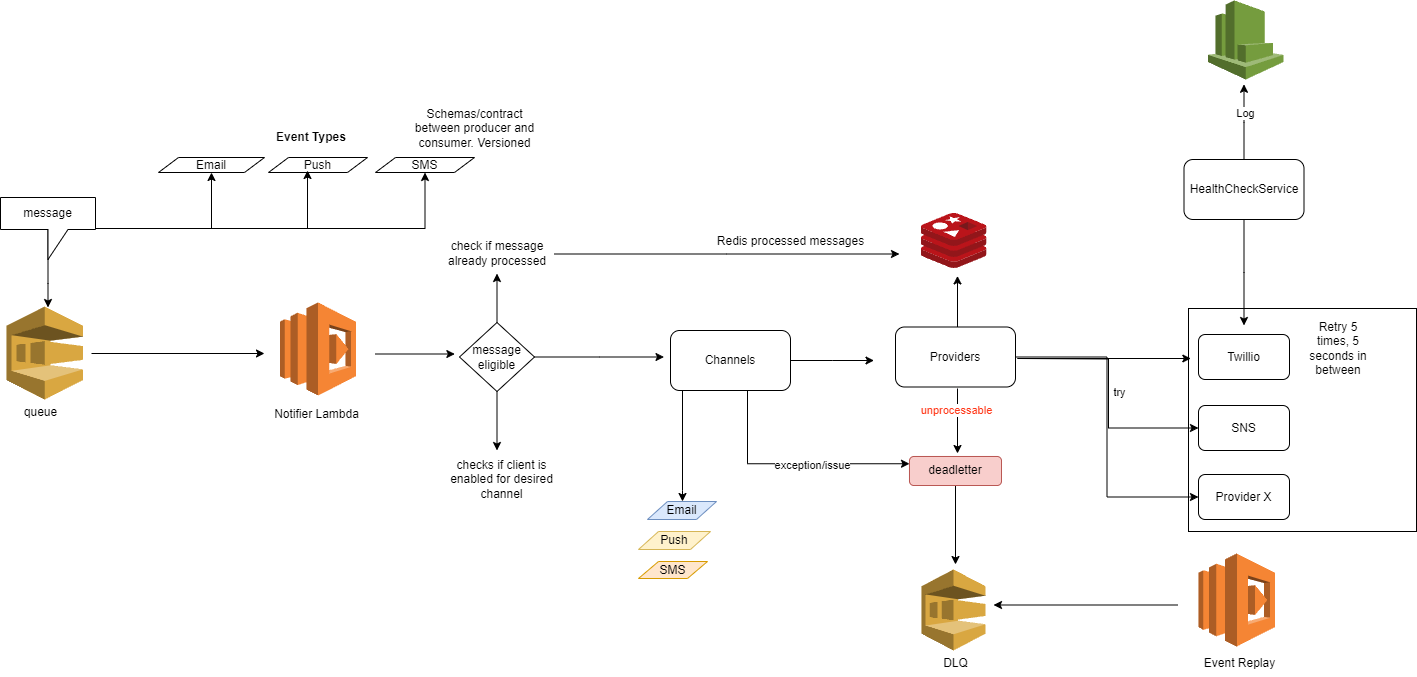 Log
HealthCheckService
Schemas/contract
between producer and
consumer. Versioned
Event Types
Email
Push
SMS
message
check if message
already processed
Redis processed messages
queue
Notifier Lambda
message
eligible
Channels
Providers
unprocessable
try
Twillio
SNS
Provider X
Retry 5
times, 5
seconds in
between
checks if client is
enabled for desired
channel
exception/issue
deadletter
Email
Push
SMS
DLQ
Event Replay